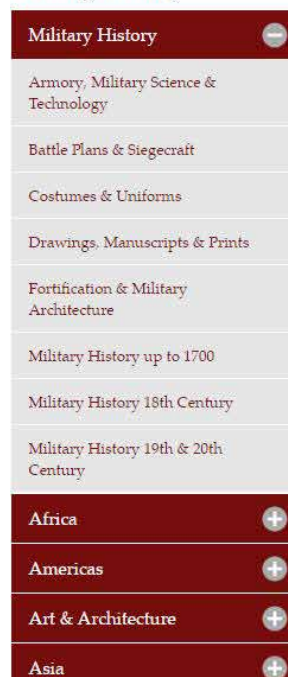 Military History
Armory, Military Science &
Technology
Battle Plans & Siegecraft
Costumes & Uniforms
Drawings, Manuscripts & Prints
Fortification & Military
Architecture
Military History up to 1700
Military History 18th Century
Military History 19th & 20th
Century
Africa
Americas
Art & Architecture
Asia